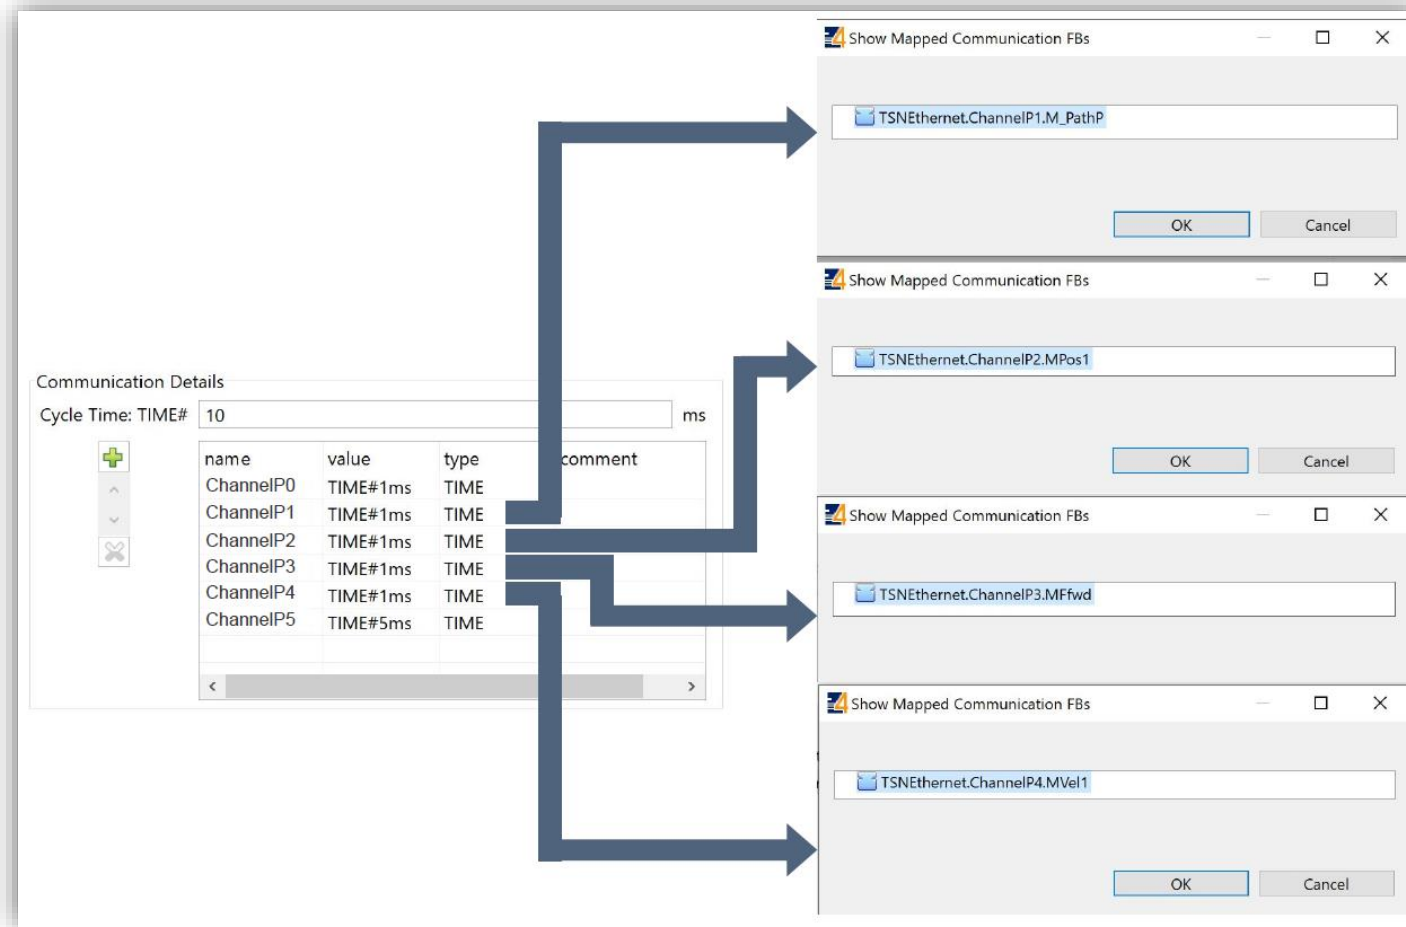 Communication Details
Cycle Time: TIME# 10 ms
name value type comment
ChannelP0 TIME#1ms TIME
ChannelP1 TIME#1ms TIME
ChannelP2 TIME#1ms TIME
ChannelP3 TIME#1ms TIME
ChannelP4 TIME#1ms TIME
ChannelP5 TIME#5ms TIME
Show Mapped Communication FBs
TSNEthernet.ChannelP1.M_PathP
OK Cancel
Show Mapped Communication FBs
TSNEthernet.ChannelP2.MPos1
OK Cancel
Show Mapped Communication FBs
TSNEthernet.ChannelP3.MFfwd
Show Mapped Communication FBs
TSNEthernet.ChannelP4.MVel1
OK Cancel